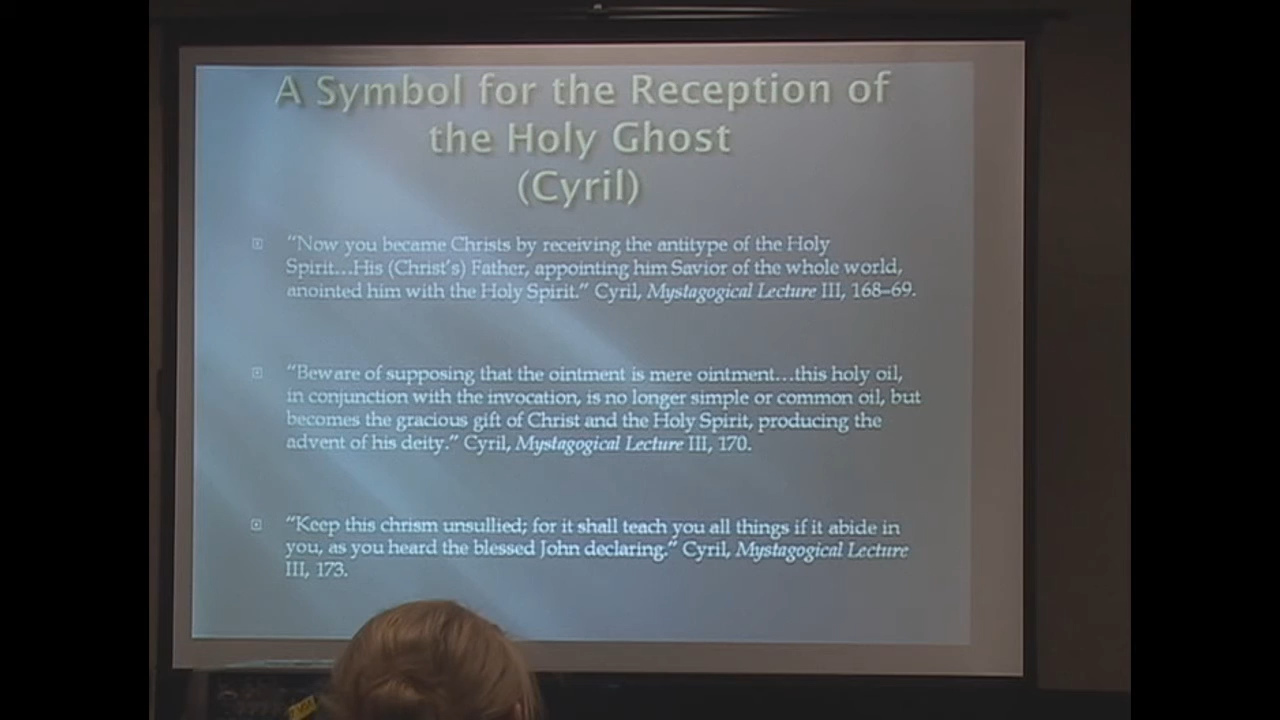 A Symbol for the Reception of
the Holy Ghost
(Cyril)
“Now you became Christs by receiving the antitype of the Holy
Spirit…His (Christ’s) Father, appointing him Savior of the whole world,
anointed him with the Holy Spirit.” Cyril, Mystagogical Lecture III, 168–69.
“Beware of supposing that the ointment is mere ointment…this holy oil,
in conjunction with the invocation, is no longer simple or common oil, but
becomes the gracious gift of Christ and the Holy Spirit, producing the
advent of his deity.” Cyril, Mystagogical Lecture III, 170.
“Keep this chrism unsullied; for it shall teach you all things if it abide in
you, as you heard the blessed John declaring.” Cyril, Mystagogical Lecture
III, 173.